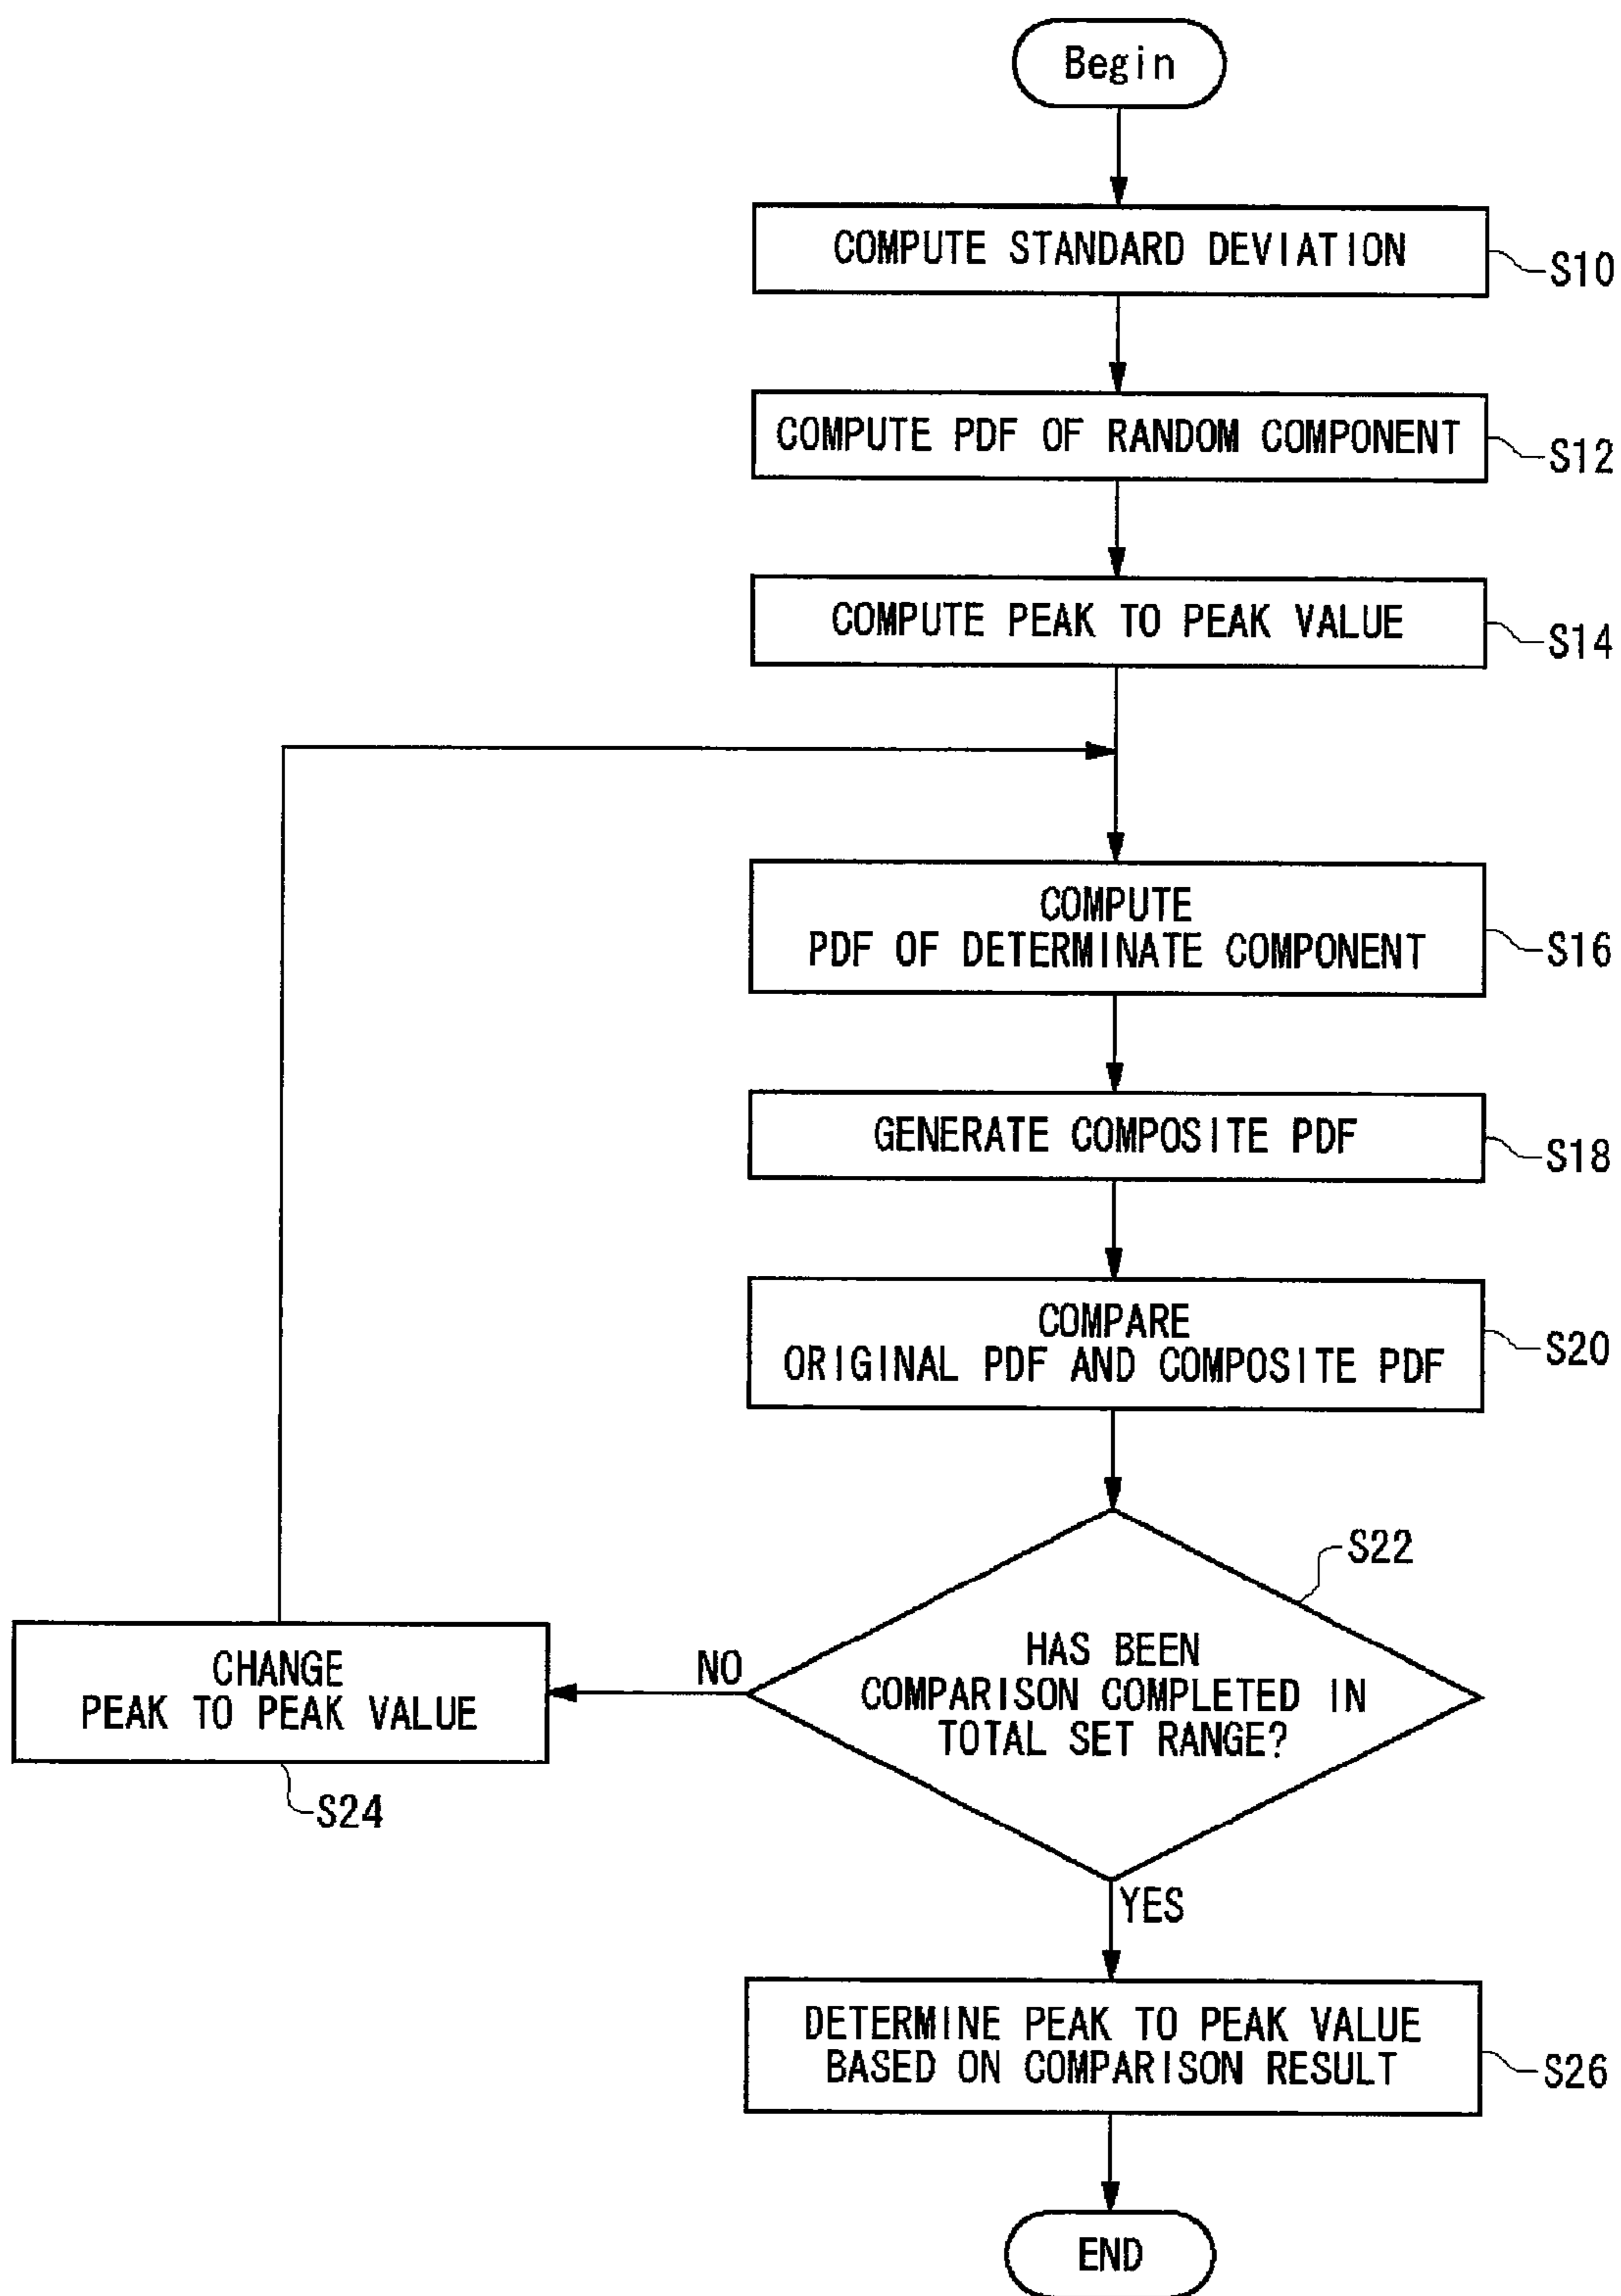 Begin
COMPUTE STANDARD DEVIATION
S10
COMPUTE PDF OF RANDOM COMPONENT
S12
COMPUTE PEAK TO PEAK VALUE
S14
COMPUTE
PDF OF DETERMINATE COMPONENT
S16
GENERATE COMPOSITE PDF
S18
COMPARE
ORIGINAL PDF AND COMPOSITE PDF
S20
S22
HAS BEEN
COMPARISON COMPLETED IN
TOTAL SET RANGE?
NO
CHANGE
PEAK TO PEAK VALUE
S24
YES
DETERMINE PEAK TO PEAK VALUE
BASED ON COMPARISON RESULT
S26
END